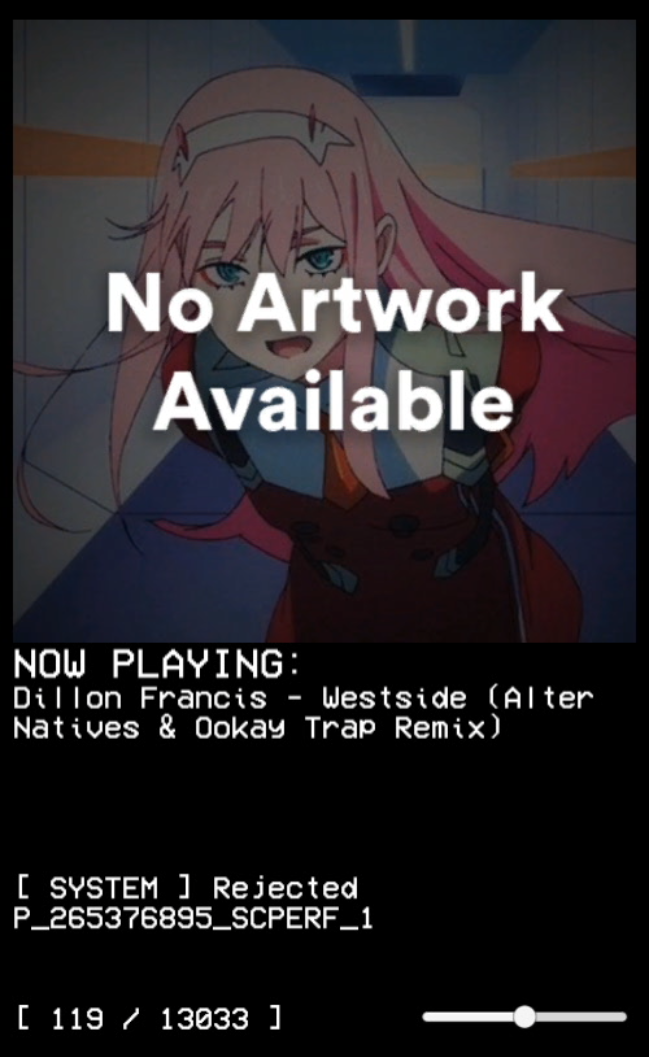 No Artwork
Available
NOW PLAYING:
Dillon Francis - Westside (Alter
Natives & Ookay Trap Remix)
[ SYSTEM ] Rejected
P_265376895_SCPERF_1
[ 119 / 13033 ]